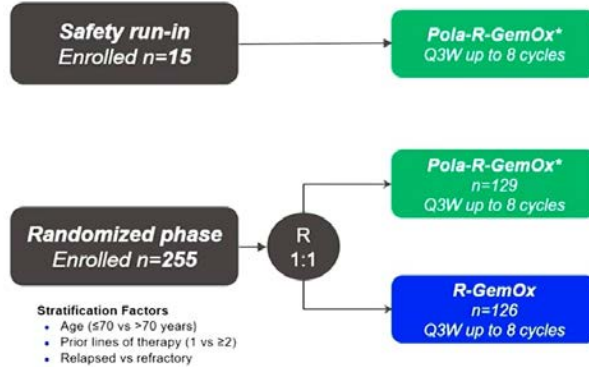 Safety run-in
Enrolled n=15
Pola-R-GemOx*
Q3W up to 8 cycles
Pola-R-GemOx*
n=129
Q3W up to 8 cycles
Randomized phase
Enrolled n=255
R
1:1
R-GemOx
n=126
Q3W up to 8 cycles
Stratification Factors
• Age (≤70 vs >70 years)
• Prior lines of therapy (1 vs ≥2)
• Relapsed vs refractory